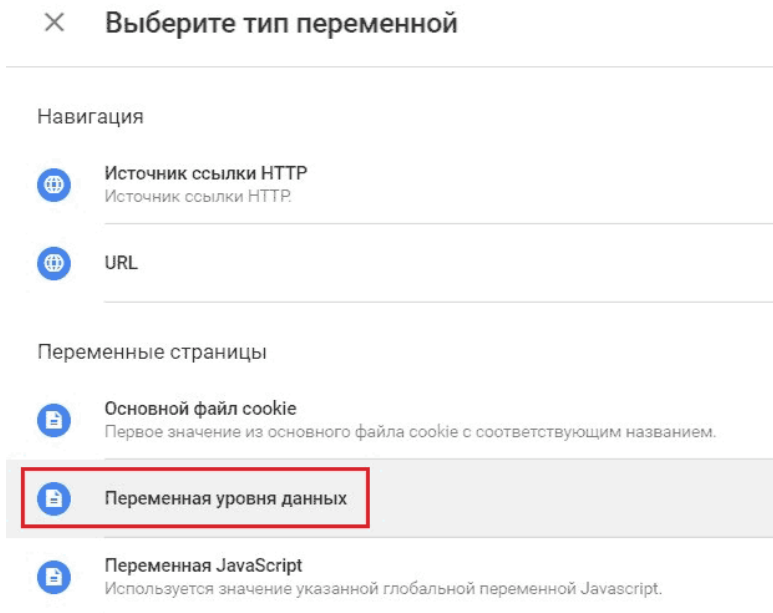 Выберите тип переменной
Навигация
Источник ссылки HTTP
Источник ссылки HTTP.
URL
Переменные страницы
Основной файл cookie
Первое значение из основного файла cookie с соответствующим названием.
Переменная уровня данных
Переменная JavaScript
Используется значение указанной глобальной переменной Javascript.